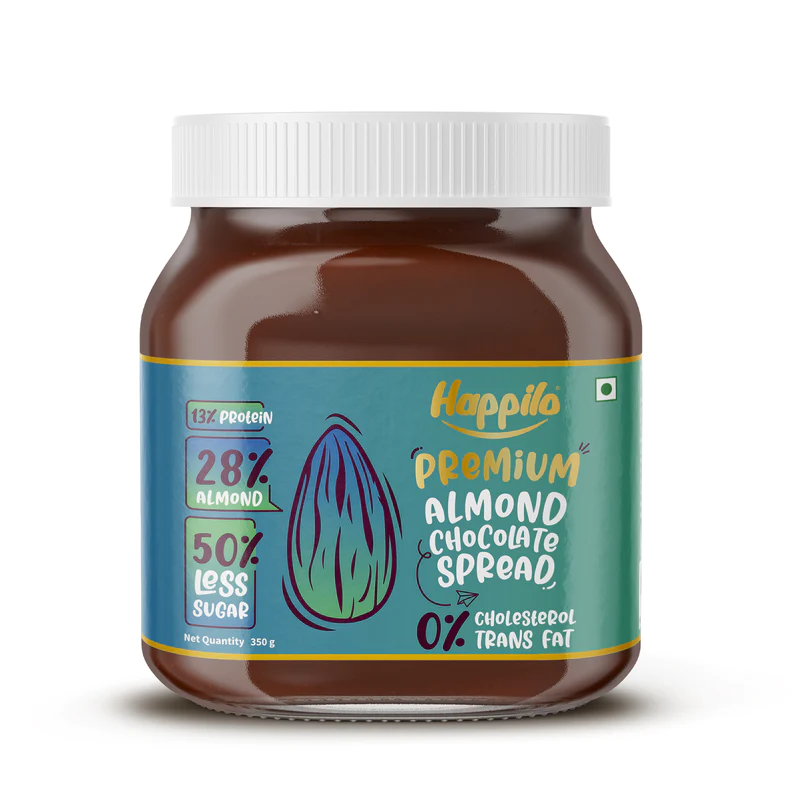 Happilo
PREMIUM
ALMOND
CHOCOLATE
SPREAD
13% PROTEIN
28%
ALMOND
50%
LESS
SUGAR
Net Quantity 350 g
0% CHOLESTEROL
TRANS FAT